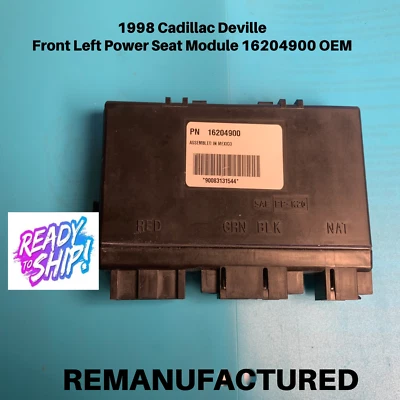 1998 Cadillac Deville
Front Left Power Seat Module 16204900 OEM
PN 16204900
ASSEMBLED IN MEXICO
"90083131544"
RED GRN BLK NAT
READY
TO
SHIP!
REMANUFACTURED